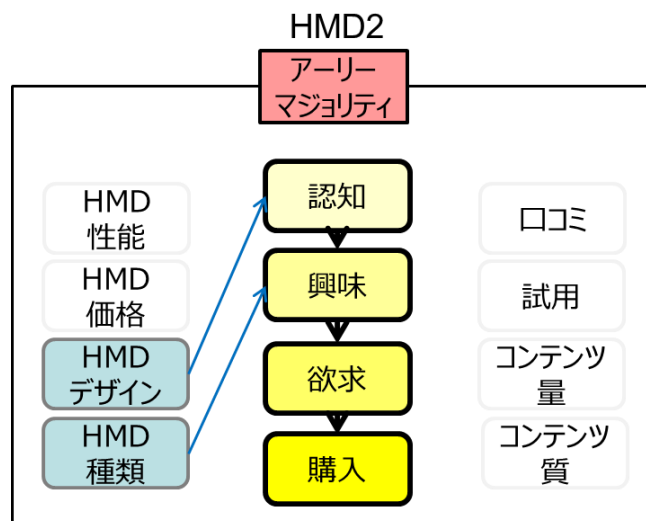 HMD2
アーリー
マジョリティ
HMD
性能
HMD
価格
HMD
デザイン
HMD
種類
認知
興味
欲求
購入
口コミ
試用
コンテンツ
量
コンテンツ
質